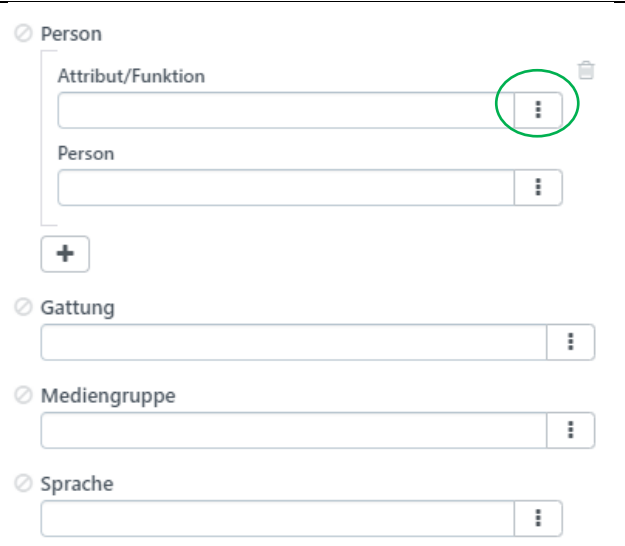 Person
Attribut/Funktion
Person
Gattung
Mediengruppe
Sprache